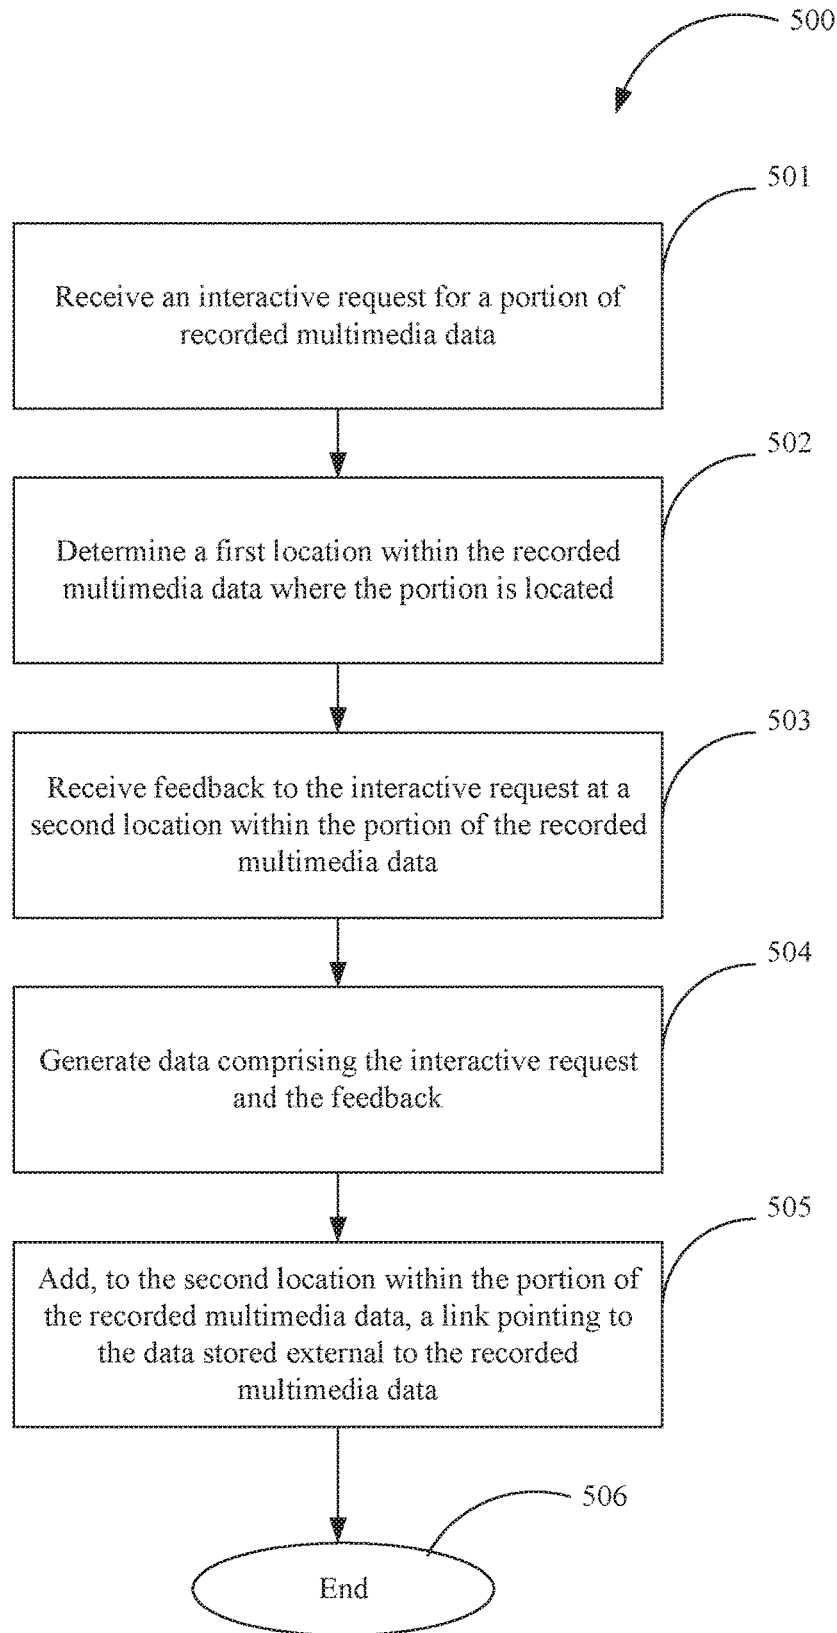 500
501
Receive an interactive request for a portion of
recorded multimedia data
502
Determine a first location within the recorded
multimedia data where the portion is located
503
Receive feedback to the interactive request at a
second location within the portion of the recorded
multimedia data
504
Generate data comprising the interactive request
and the feedback
505
Add, to the second location within the portion of
the recorded multimedia data, a link pointing to
the data stored external to the recorded
multimedia data
506
End